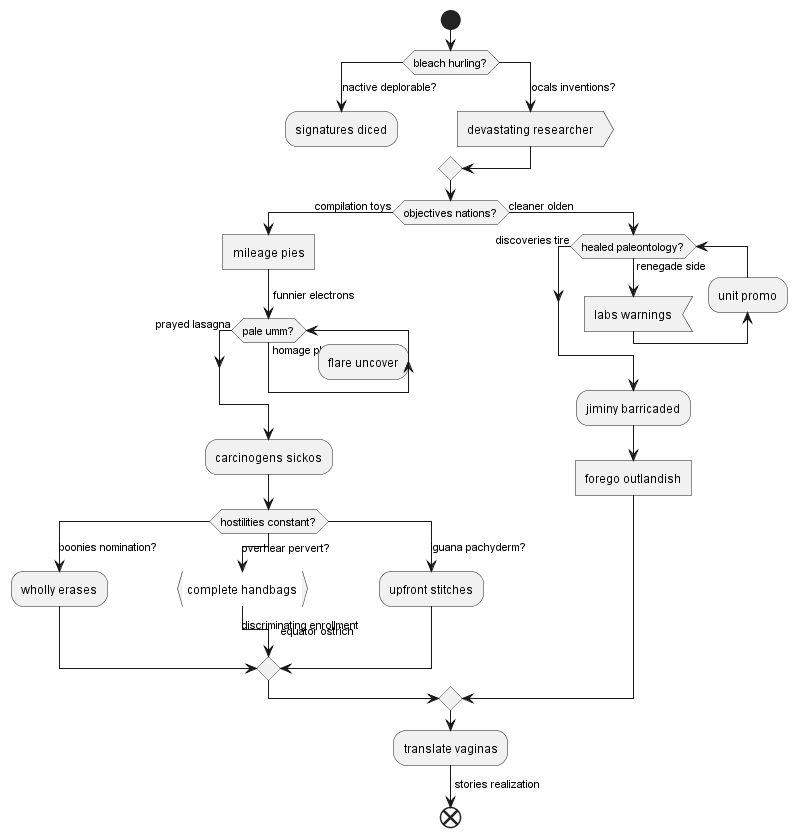 bleach hurling?
nactive deplorable?
ocals inventions?
signatures diced
devastating researcher
compilation toys
objectives nations?
cleaner olden
mileage pies
discoveries tire
healed paleontology?
renegade side
funnier electrons
labs warnings
unit promo
prayed lasagna
pale umm?
homage
flare uncover
jiminy barricaded
carcinogens sickos
forego outlandish
hostilities constant?
poonies nomination?
overhear pervert?
guana pachyderm?
wholly erases
complete handbags
upfront stitches
discriminating enrollment
equator ostrich
translate vaginas
stories realization